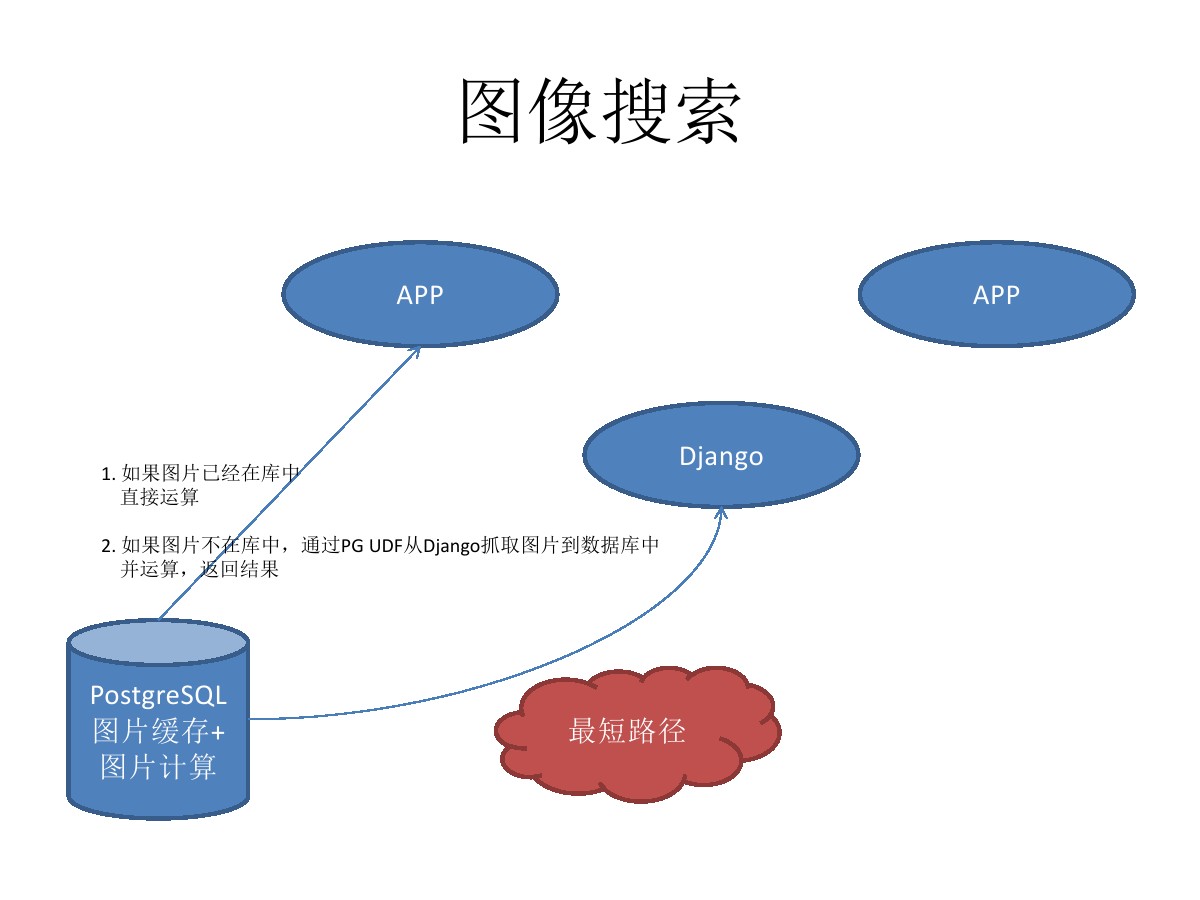 图像搜索
APP
APP
Django
1. 如果图片已经在库中
直接运算
2. 如果图片不在库中，通过PG UDF从Django抓取图片到数据库中
并运算，返回结果
PostgreSQL
图片缓存+
图片计算
最短路径